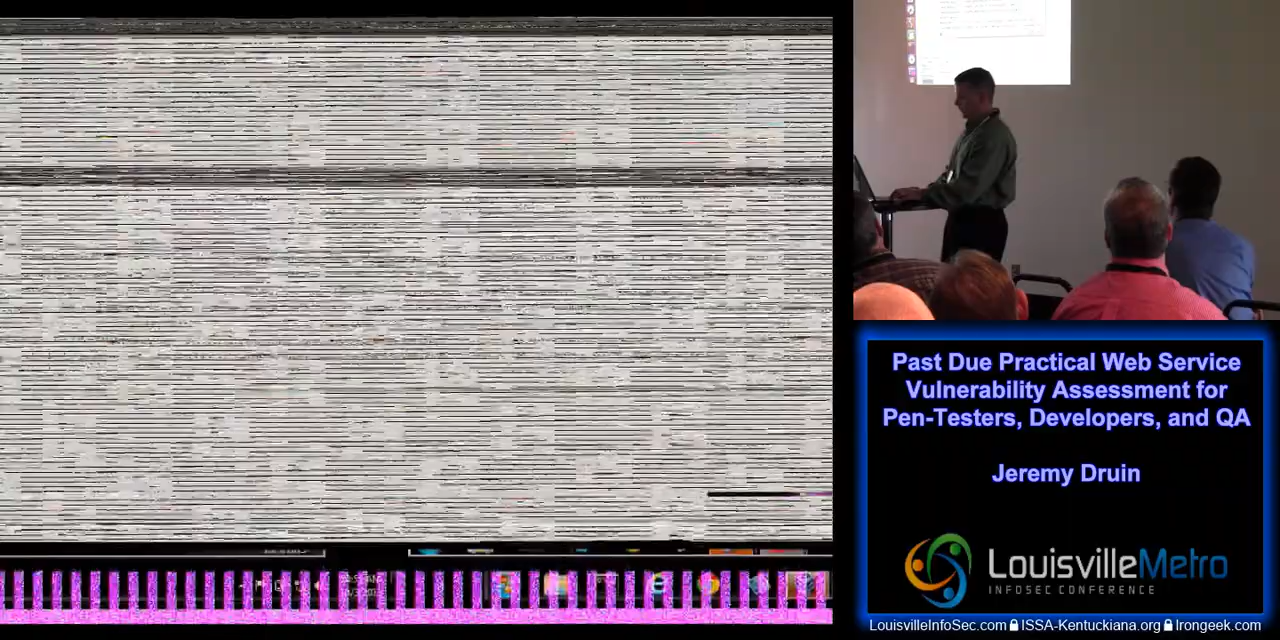 Past Due Practical Web Service
Vulnerability Assessment for
Pen-Testers, Developers, and QA
Jeremy Druin
LouisvilleMetro
INFOSEC CONFERENCE
LouisvilleInfoSec.com ISSA-Kentuckiana.org Irongeek.com